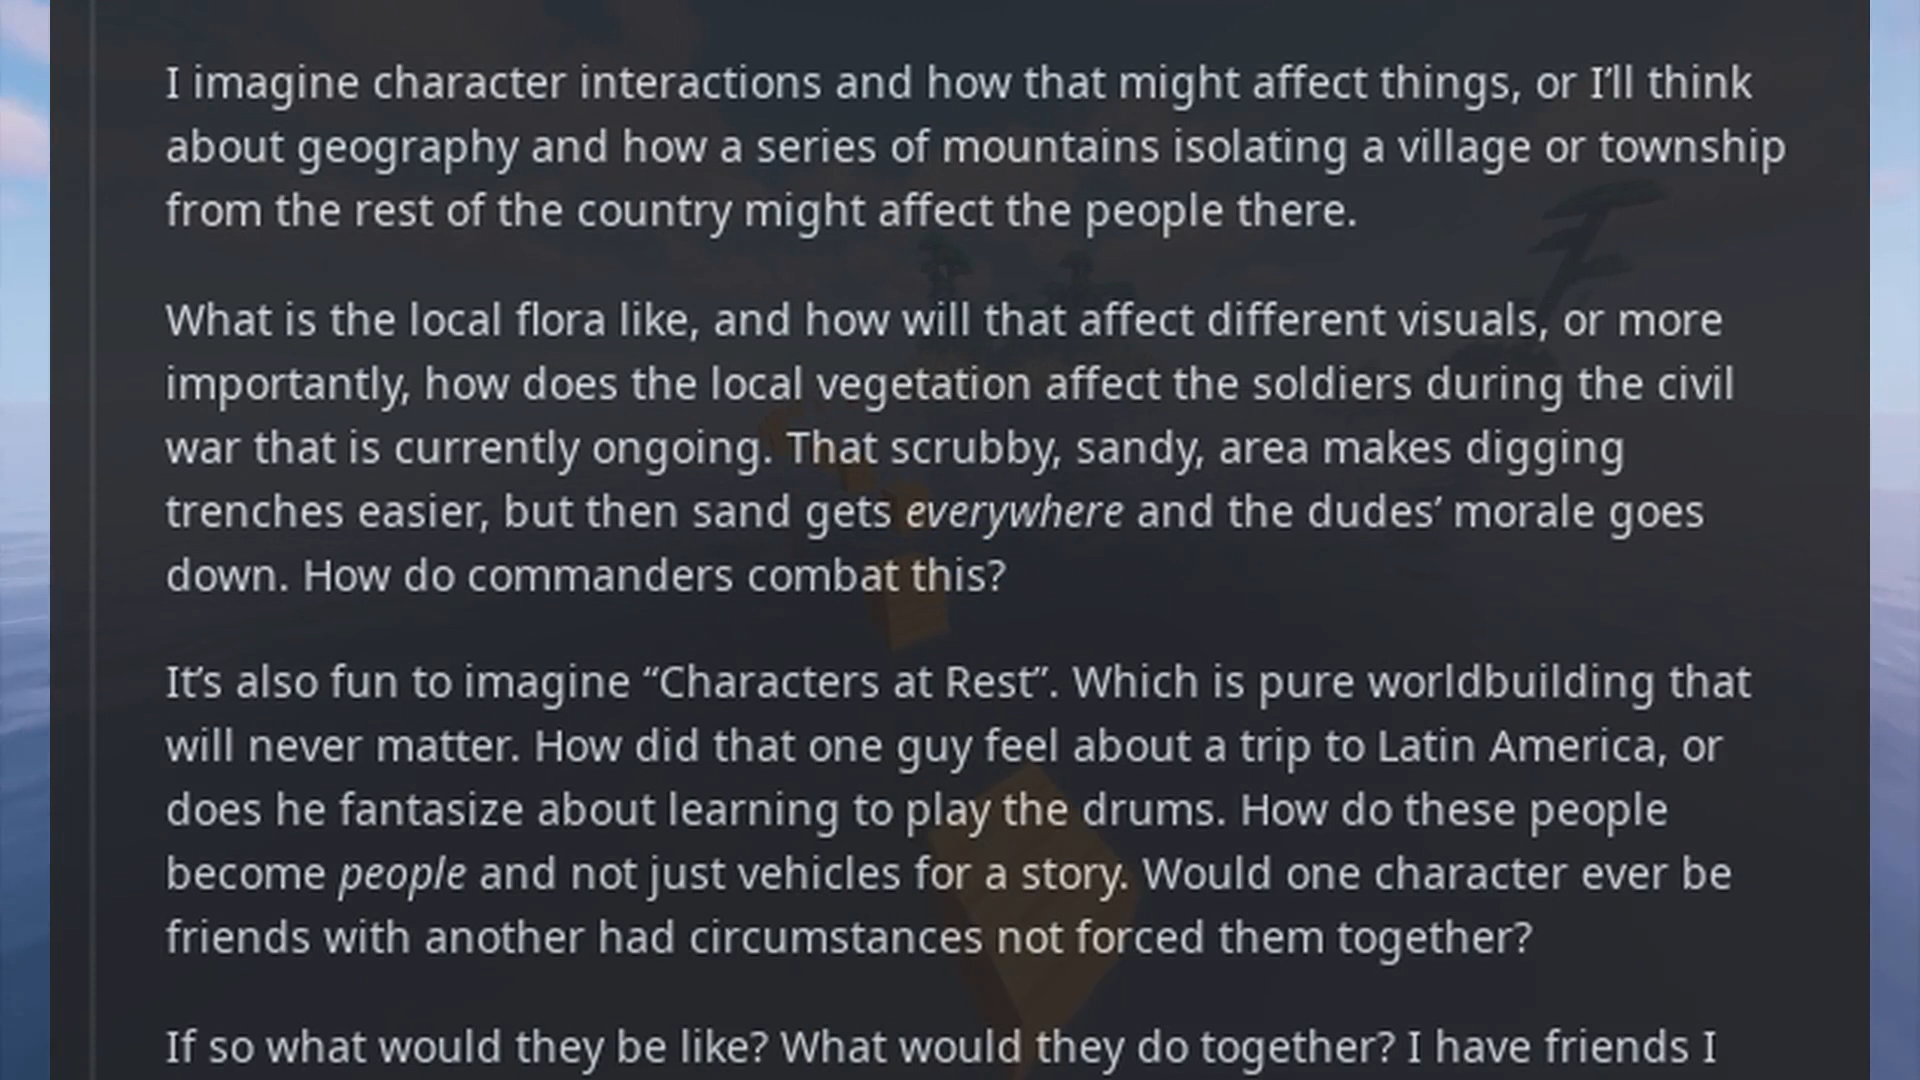 I imagine character interactions and how that might affect things, or I’ll think
about geography and how a series of mountains isolating a village or township
from the rest of the country might affect the people there.
What is the local flora like, and how will that affect different visuals, or more
importantly, how does the local vegetation affect the soldiers during the civil
war that is currently ongoing. That scrubby, sandy, area makes digging
trenches easier, but then sand gets everywhere and the dudes’ morale goes
down. How do commanders combat this?
It’s also fun to imagine “Characters at Rest”. Which is pure worldbuilding that
will never matter. How did that one guy feel about a trip to Latin America, or
does he fantasize about learning to play the drums. How do these people
become people and not just vehicles for a story. Would one character ever be
friends with another had circumstances not forced them together?
If so what would they be like? What would they do together? I have friends I